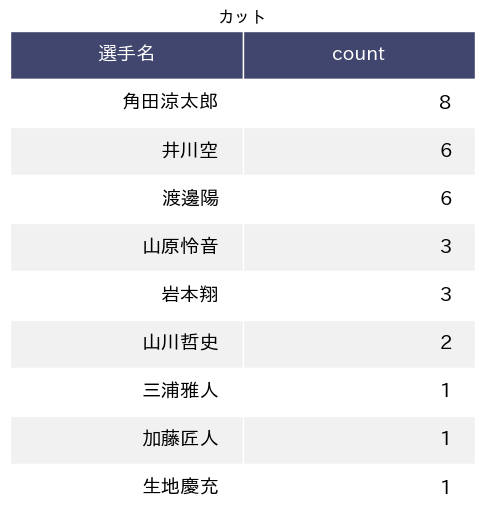 カット
選手名 count
角田涼太郎 8
井川空 6
渡邊陽 6
山原怜音 3
岩本翔 3
山川哲史 2
三浦雅人 1
加藤匠人 1
生地慶充 1